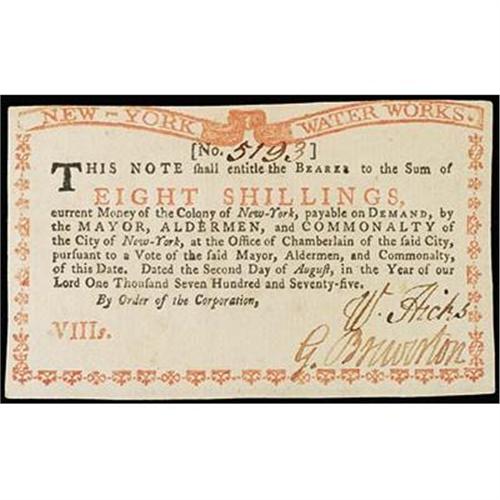 NEW-YORK WATER WORKS.
[No. 5193]
THIS NOTE ſhall entitle the BEARER to the Sum of
EIGHT SHILLINGS,
current Money of the Colony of New-York, payable on DEMAND, by
the MAYOR, ALDERMEN, and COMMONALTY of
the City of New-York, at the Office of Chamberlain of the ſaid City,
purſuant to a Vote of the ſaid Mayor, Aldermen, and Commonalty,
of this Date. Dated the Second Day of Auguſt, in the Year of our
Lord One Thouſand Seven Hundred and Seventy-five.
By Order of the Corporation,
W. Hicks
VIIIs.
G. Brewerton